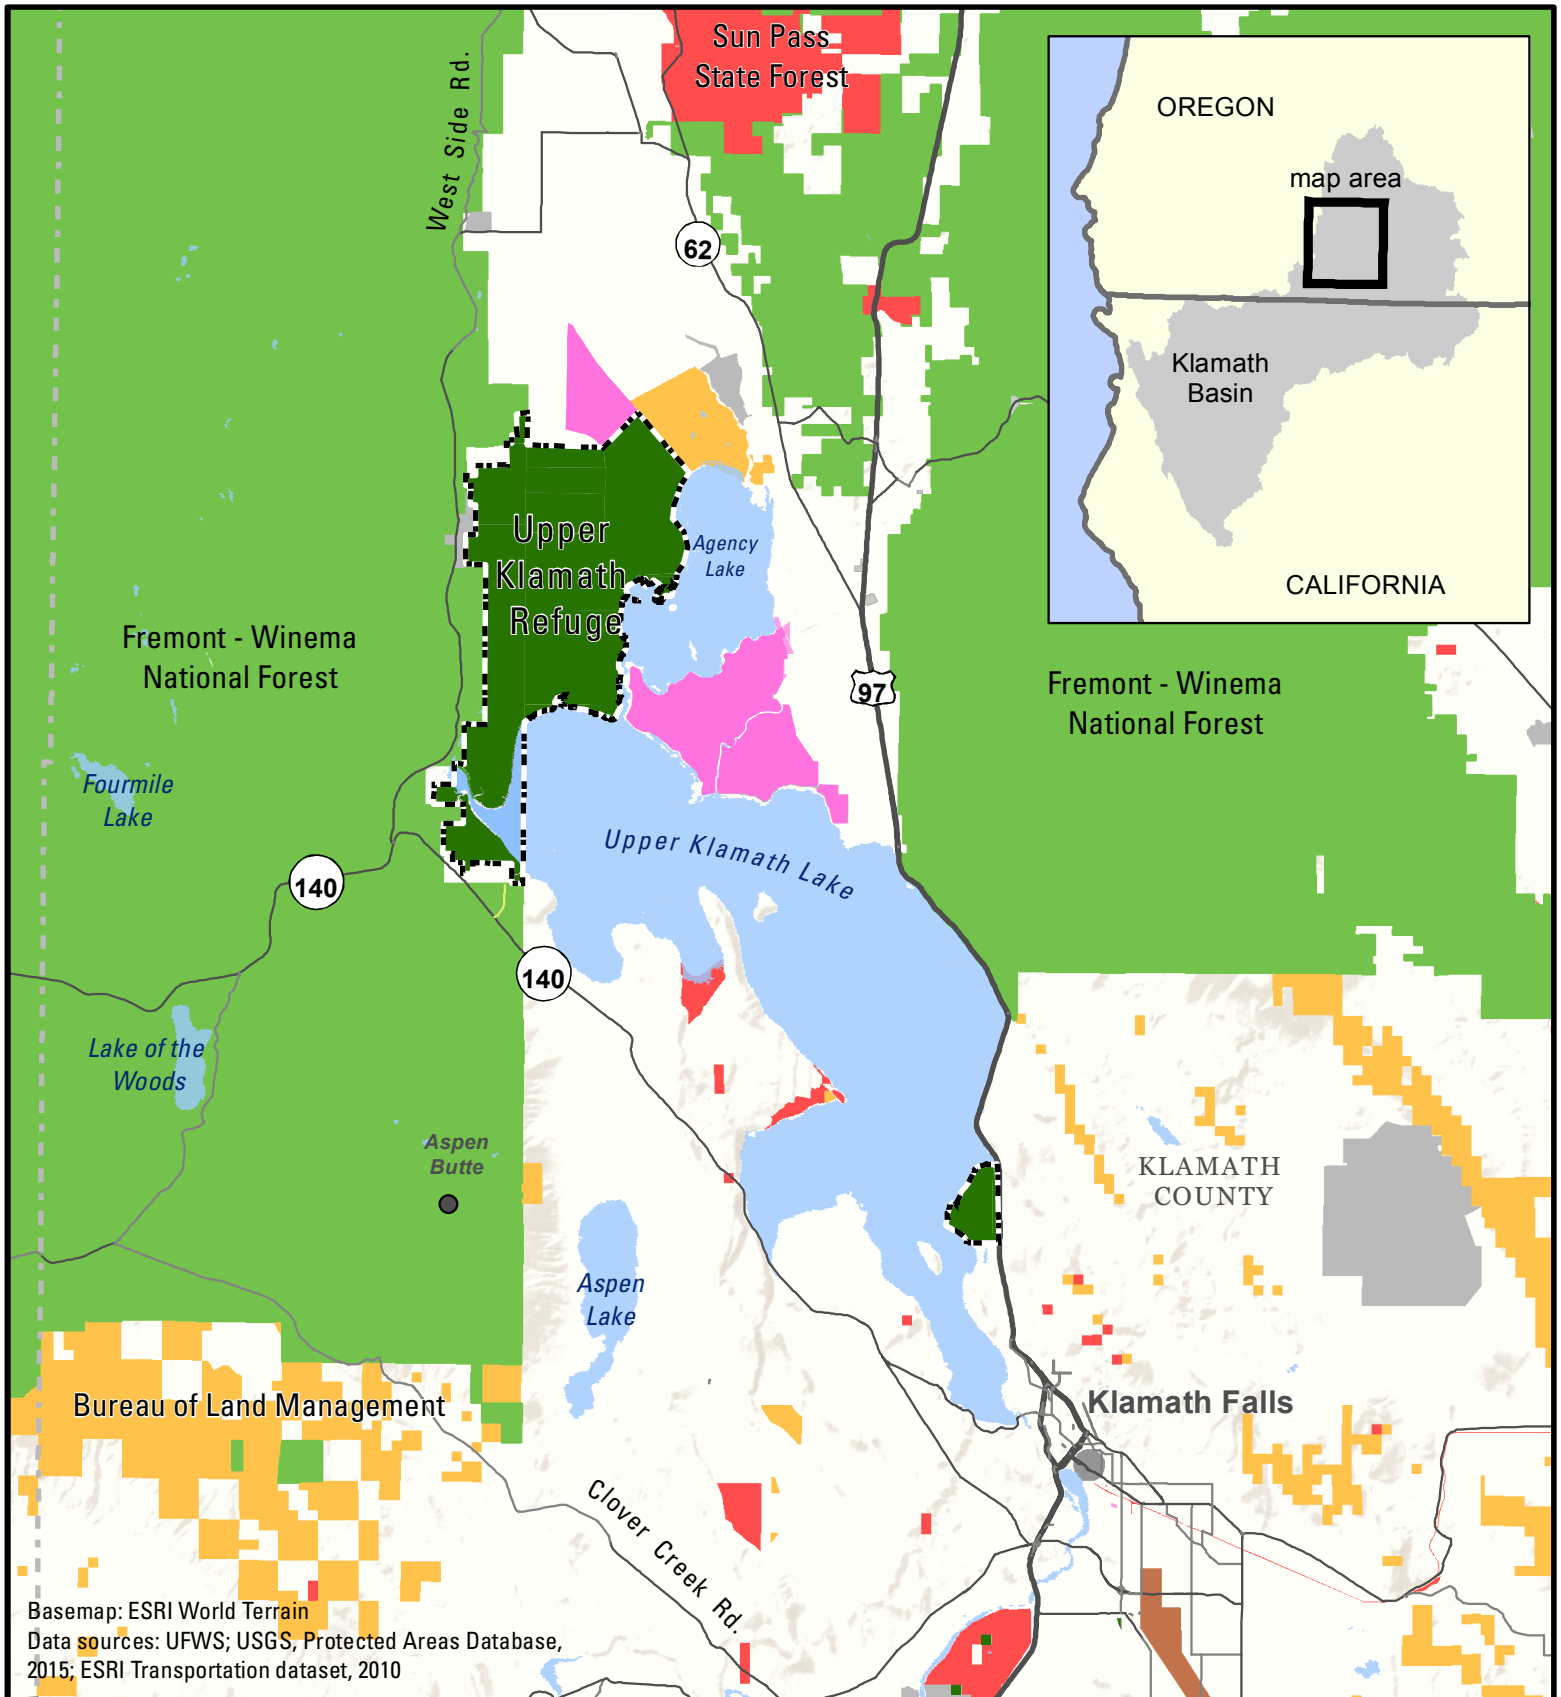 Sun Pass
State Forest
West Side Rd.
62
OREGON
map area
Klamath
Basin
CALIFORNIA
Upper
Klamath
Refuge
Agency
Lake
Fremont - Winema
National Forest
97
Fremont - Winema
National Forest
Fourmile
Lake
Upper Klamath Lake
140
140
Lake of the
Woods
Aspen
Butte
KLAMATH
COUNTY
Aspen
Lake
Bureau of Land Management
Klamath Falls
Clover Creek Rd.
Basemap: ESRI World Terrain
Data sources: UFWS; USGS, Protected Areas Database,
2015; ESRI Transportation dataset, 2010